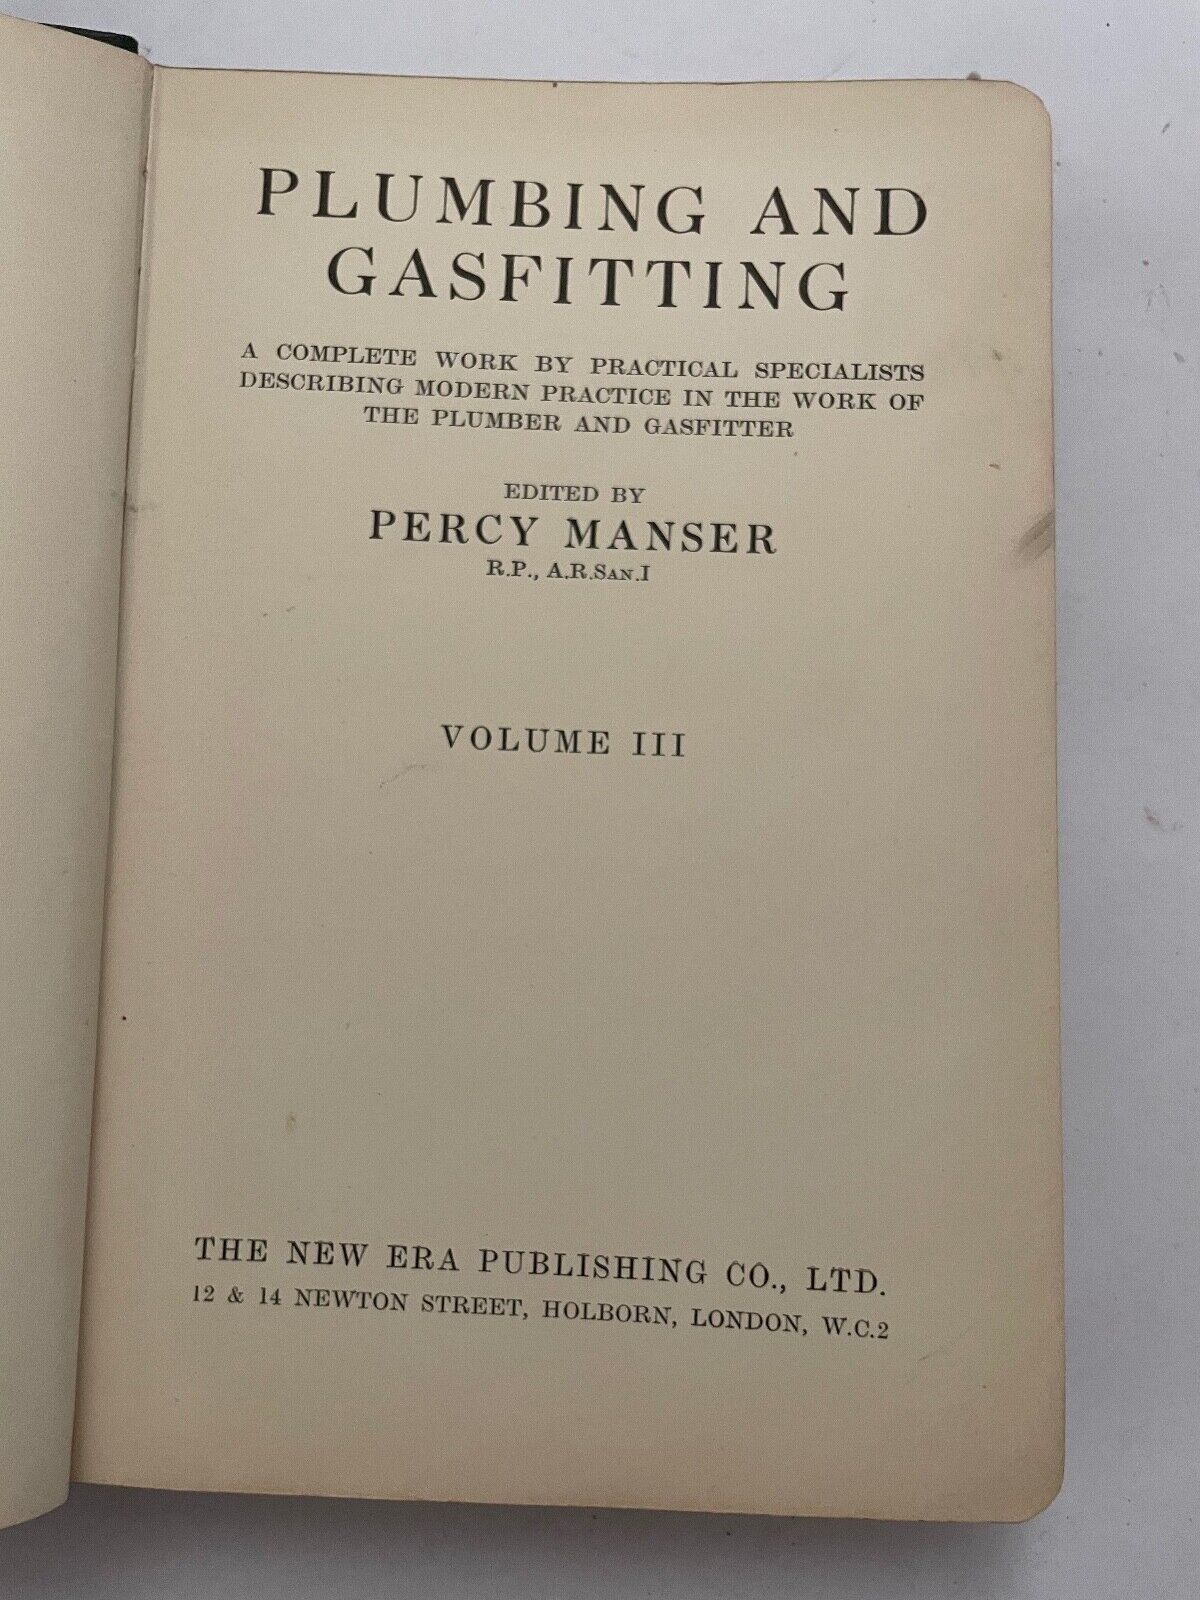 PLUMBING AND
GASFITTING
A COMPLETE WORK BY PRACTICAL SPECIALISTS
DESCRIBING MODERN PRACTICE IN THE WORK OF
THE PLUMBER AND GASFITTER
EDITED BY
PERCY MANSER
R.P., A.R.SAN.I
VOLUME III
THE NEW ERA PUBLISHING CO., LTD.
12 & 14 NEWTON STREET, HOLBORN, LONDON, W.C.2